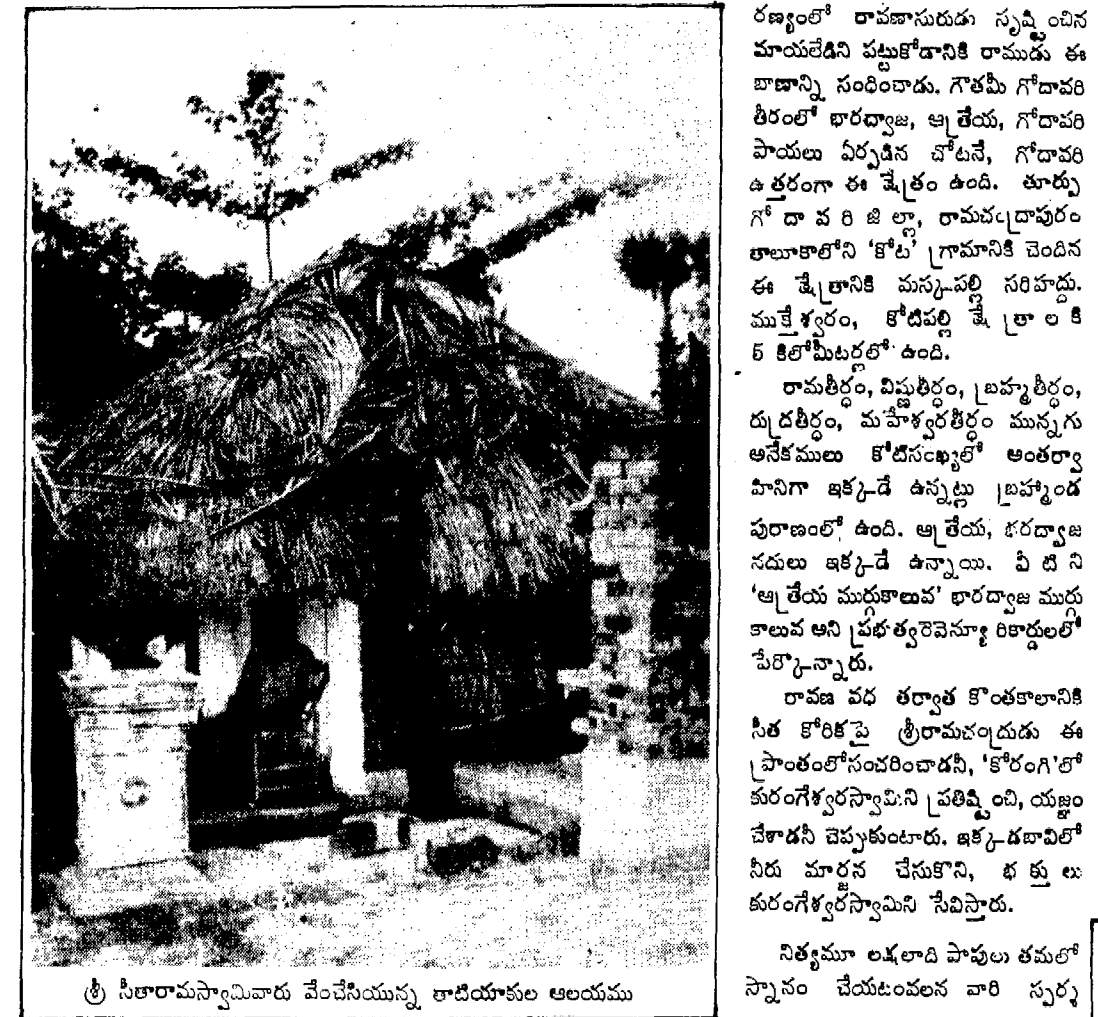 రణ్యంలో రావణాసురుడు సృష్టించిన
మాయలేడిని పట్టుకోడానికి రాముడు ఈ
బాణాన్ని సంధించాడు. గౌతమీ గోదావరి
తీరంలో భారద్వాజ, ఆత్రేయ, గోదావరి
పాయలు ఏర్పడిన చోటనే, గోదావరి
ఉత్తరంగా ఈ క్షేత్రం ఉంది. తూర్పు
గోదావరి జిల్లా, రామచంద్రాపురం
తాలూకాలోని 'కోట' గ్రామానికి చెందిన
ఈ క్షేత్రానికి మస్కపల్లి సరిహద్దు.
ముక్తేశ్వరం, కోటిపల్లి క్షేత్రాలకి
5 కిలోమీటర్లలో ఉంది.
రామతీర్థం, విష్ణుతీర్థం, బ్రహ్మతీర్థం,
రుద్రతీర్థం, మహేశ్వరతీర్థం మున్నగు
అనేకములు కోటిసంఖ్యలో అంతర్వా
హినిగా ఇక్కడే ఉన్నట్లు బ్రహ్మాండ
పురాణంలో ఉంది. ఆత్రేయ, భరద్వాజ
నదులు ఇక్కడే ఉన్నాయి. వీటిని
'ఆత్రేయ ముర్గుకాలువ' భారద్వాజ ముర్గు
కాలువ అని ప్రభుత్వరెవెన్యూ రికార్డులలో
పేర్కొన్నారు.
రావణ వధ తర్వాత కొంతకాలానికి
సీత కోరికపై శ్రీరామచంద్రుడు ఈ
ప్రాంతంలోసంచరించాడనీ, 'కోరంగి'లో
కురంగేశ్వరస్వామిని ప్రతిష్టించి, యజ్ఞం
చేశాడనీ చెప్పుకుంటారు. ఇక్కడబావిలో
నీరు మార్జన చేసుకొని, భక్తులు
కురంగేశ్వరస్వామిని సేవిస్తారు.
నిత్యమూ లక్షలాది పాపులు తమలో
స్నానం చేయటంవలన వారి స్పర్శ
శ్రీ సీతారామస్వామివారు వేంచేసియున్న తాటియాకుల ఆలయము